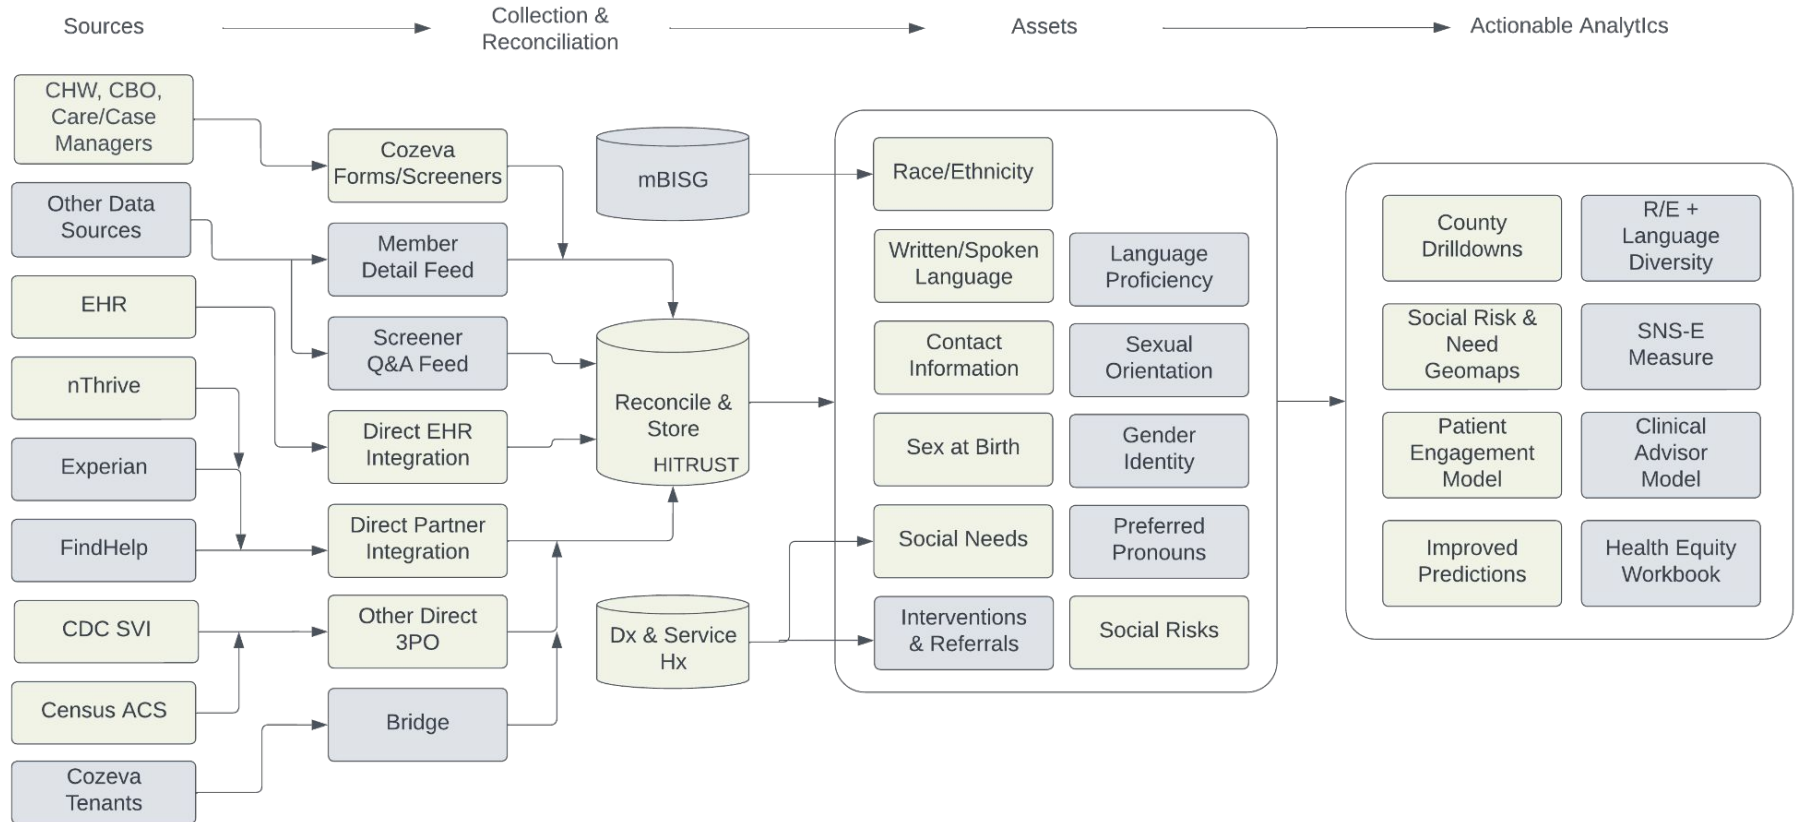 Sources
Collection &
Reconciliation
Assets
Actionable Analytics
CHW, CBO,
Care/Case
Managers
Other Data
Sources
EHR
nThrive
Experian
FindHelp
CDC SVI
Census ACS
Cozeva
Tenants
Cozeva
Forms/Screeners
Member
Detail Feed
Screener
Q&A Feed
Direct EHR
Integration
Direct Partner
Integration
Other Direct
3PO
Bridge
mBISG
Reconcile &
Store
HITRUST
Dx & Service
Hx
Race/Ethnicity
Written/Spoken
Language
Language
Proficiency
Contact
Information
Sexual
Orientation
Sex at Birth
Gender
Identity
Social Needs
Preferred
Pronouns
Interventions
& Referrals
Social Risks
County
Drilldowns
R/E +
Language
Diversity
Social Risk &
Need
Geomaps
SNS-E
Measure
Patient
Engagement
Model
Clinical
Advisor
Model
Improved
Predictions
Health Equity
Workbook